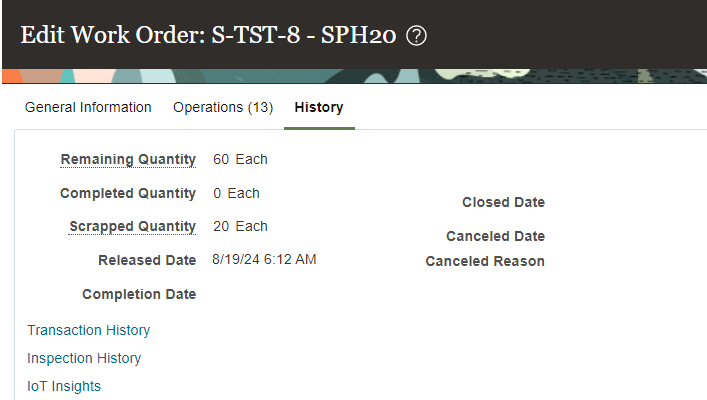 Edit Work Order: S-TST-8 - SPH20 ?
General Information Operations (13) History
Remaining Quantity 60 Each
Completed Quantity 0 Each
Closed Date
Scrapped Quantity 20 Each
Canceled Date
Released Date 8/19/24 6:12 AM
Canceled Reason
Completion Date
Transaction History
Inspection History
IoT Insights